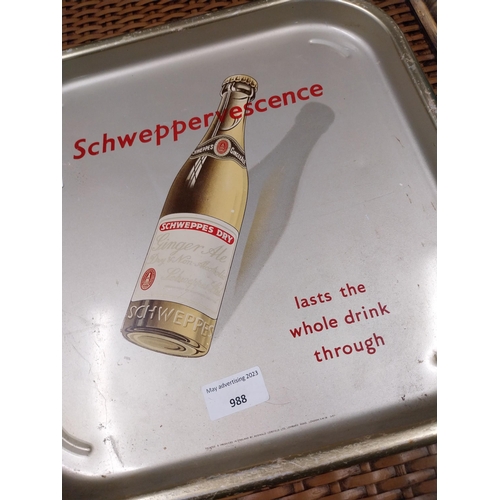 Schweppervescence
SCHWEPPES DRY
Ginger Ale
SCHWEPPES
lasts the
whole drink
through
May advertising 2023
988